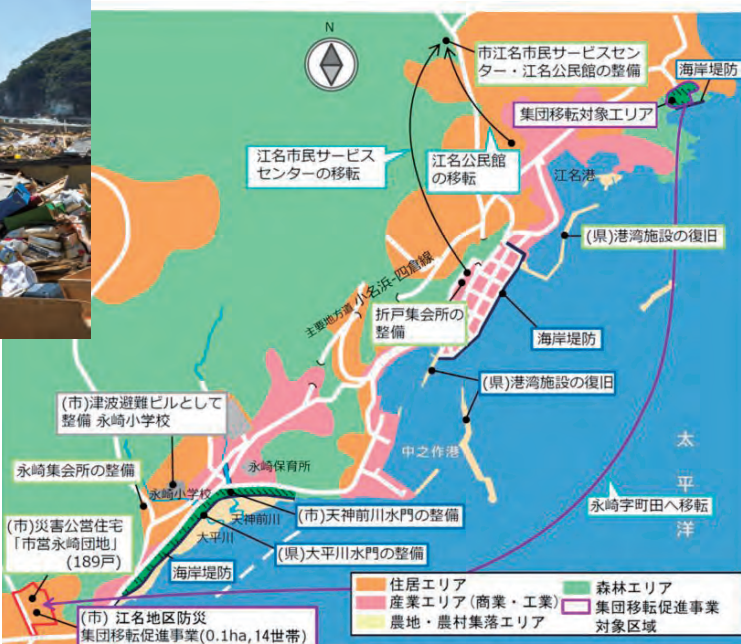 N
市江名市民サービスセン
ター・江名公民館の整備
海岸堤防
集団移転対象エリア
江名市民サービス
センターの移転
江名公民館
の移転
江名港
(県)港湾施設の復旧
主要地方道 小名浜-四倉線
折戸集会所の
整備
海岸堤防
(県)港湾施設の復旧
(市)津波避難ビルとして
整備 永崎小学校
中之作港
太平洋
永崎保育所
永崎集会所の整備
永崎小学校
永崎字町田へ移転
天神前川
(市)天神前川水門の整備
(市)災害公営住宅
「市営永崎団地」
(189戸)
大平川
(県)大平川水門の整備
海岸堤防
(市) 江名地区防災
集団移転促進事業(0.1ha,14世帯)
住居エリア
産業エリア(商業・工業)
農地・農村集落エリア
森林エリア
集団移転促進事業
対象区域